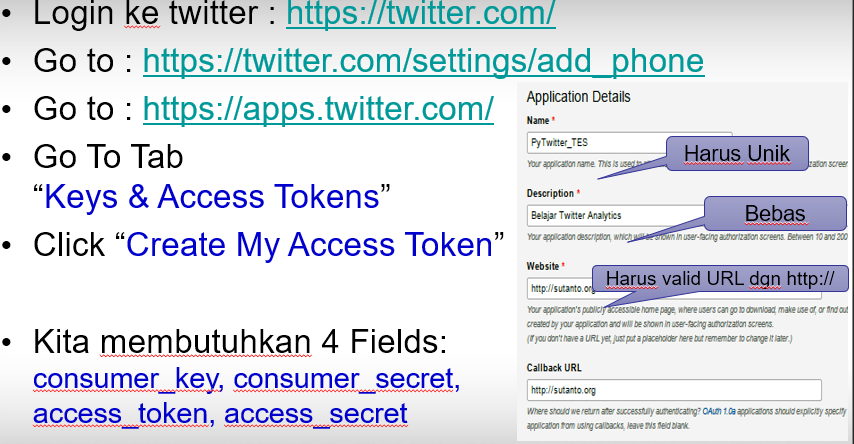 • Login ke twitter : https://twitter.com/
• Go to : https://twitter.com/settings/add_phone
• Go to : https://apps.twitter.com/
• Go To Tab
“Keys & Access Tokens”
• Click “Create My Access Token”
• Kita membutuhkan 4 Fields:
consumer_key, consumer_secret,
access_token, access_secret
Application Details
Name *
PyTwitter_TES
Harus Unik
Your application name. This is used to
zation screen
Description *
Belajar Twitter Analytics
Bebas
Your application description, which will be shown in user-facing authorization screens. Between 10 and 200
Website *
Harus valid URL dgn http://
http://sutanto.org
Your application's publicly accessible home page, where users can go to download, make use of, or find out
created by your application and will be shown in user-facing authorization screens.
(If you don't have a URL yet, just put a placeholder here but remember to change it later.)
Callback URL
http://sutanto.org
Where should we return after successfully authenticating? OAuth 1.0a applications should explicitly specify
application from using callbacks, leave this field blank.